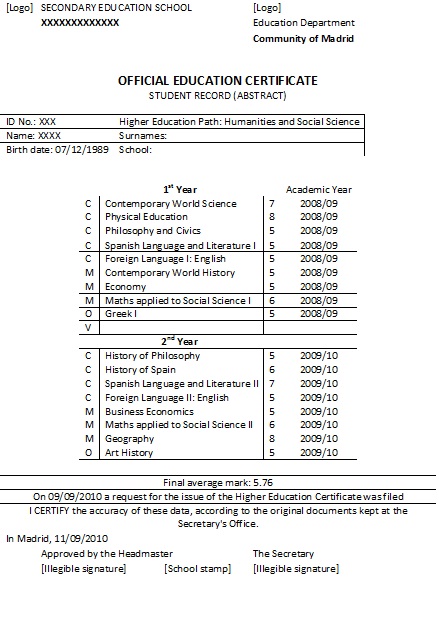 [Logo] SECONDARY EDUCATION SCHOOL [Logo]
XXXXXXXXXXXXX Education Department
Community of Madrid
OFFICIAL EDUCATION CERTIFICATE
STUDENT RECORD (ABSTRACT)
ID No.: XXX Higher Education Path: Humanities and Social Science
Name: XXXX Surnames:
Birth date: 07/12/1989 School:
1st Year Academic Year
C Contemporary World Science 7 2008/09
C Physical Education 8 2008/09
C Philosophy and Civics 5 2008/09
C Spanish Language and Literature I 5 2008/09
C Foreign Language I: English 5 2008/09
M Contemporary World History 5 2008/09
M Economy 5 2008/09
M Maths applied to Social Science I 6 2008/09
O Greek I 5 2008/09
V
2nd Year
C History of Philosophy 5 2009/10
C History of Spain 6 2009/10
C Spanish Language and Literature II 7 2009/10
C Foreign Language II: English 5 2009/10
M Business Economics 5 2009/10
M Maths applied to Social Science II 6 2009/10
M Geography 8 2009/10
O Art History 5 2009/10
Final average mark: 5.76
On 09/09/2010 a request for the issue of the Higher Education Certificate was filed
I CERTIFY the accuracy of these data, according to the original documents kept at the
Secretary's Office.
In Madrid, 11/09/2010
Approved by the Headmaster The Secretary
[Illegible signature] [School stamp] [Illegible signature]